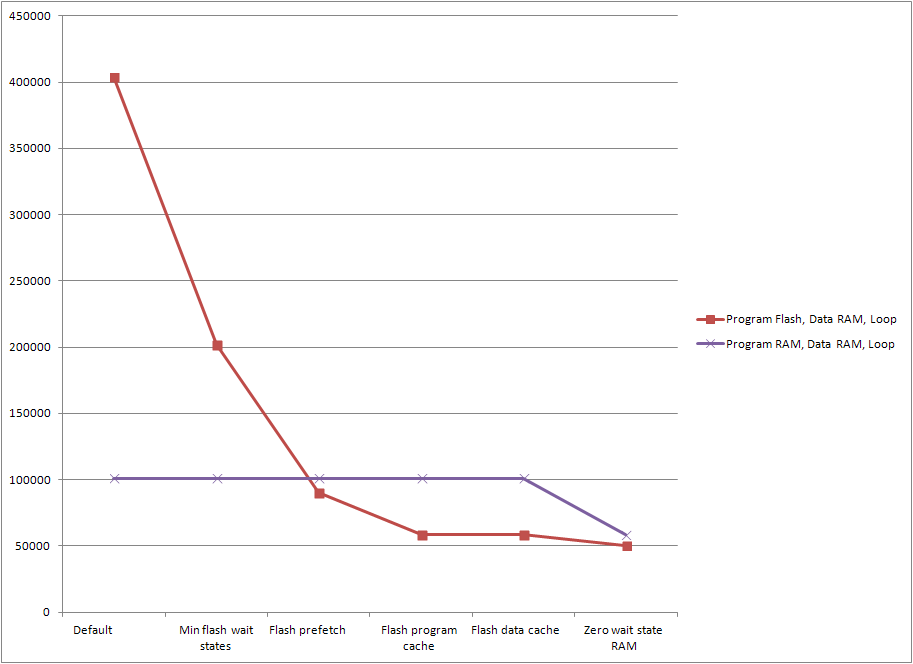 450000
400000
350000
300000
250000
200000
150000
100000
50000
0
Default
Min flash wait
states
Flash prefetch
Flash program
cache
Flash data cache
Zero wait state
RAM
Program Flash, Data RAM, Loop
Program RAM, Data RAM, Loop